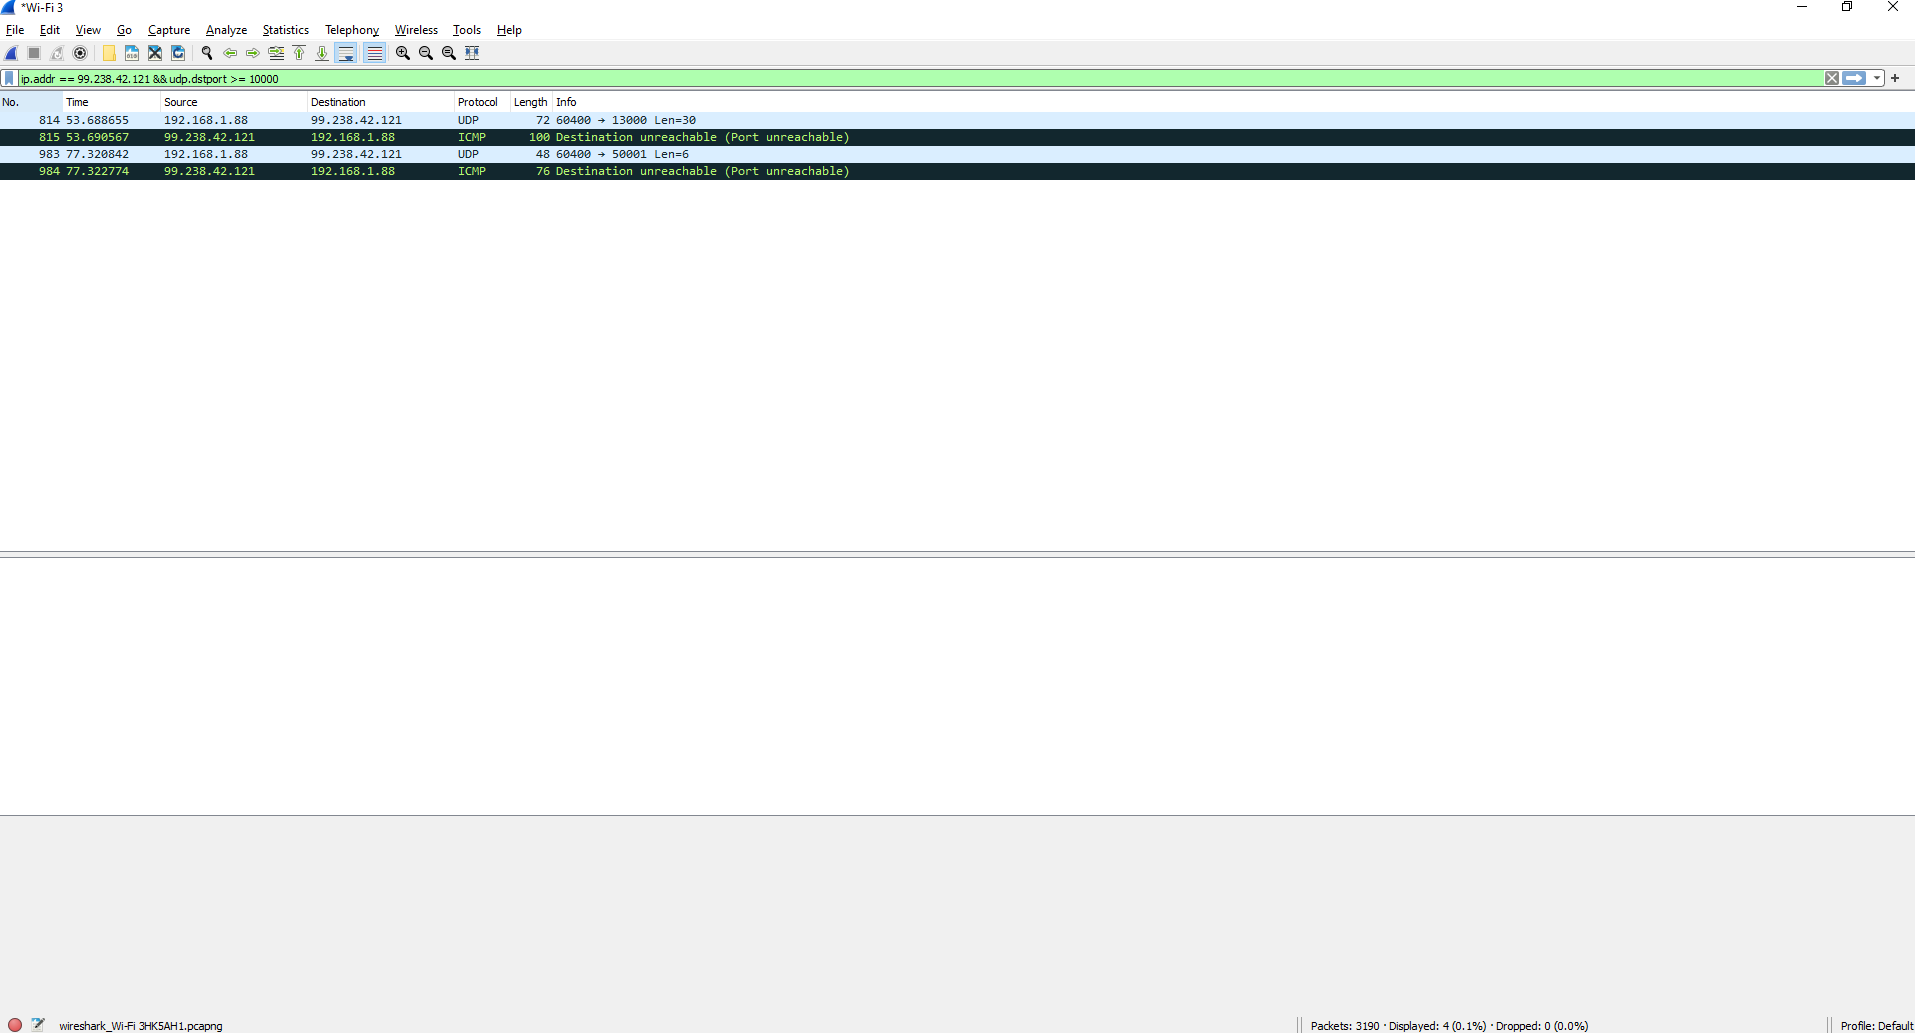 *Wi-Fi 3
File Edit View Go Capture Analyze Statistics Telephony Wireless Tools Help
ip.addr == 99.238.42.121 && udp.dstport >= 10000
No. Time Source Destination Protocol Length Info
814 53.688655 192.168.1.88 99.238.42.121 UDP 72 60400 → 13000 Len=30
815 53.690567 99.238.42.121 192.168.1.88 ICMP 100 Destination unreachable (Port unreachable)
983 77.320842 192.168.1.88 99.238.42.121 UDP 48 60400 → 50001 Len=6
984 77.322774 99.238.42.121 192.168.1.88 ICMP 76 Destination unreachable (Port unreachable)
wireshark_Wi-Fi 3HK5AH1.pcapng Packets: 3190 · Displayed: 4 (0.1%) · Dropped: 0 (0.0%) Profile: Default